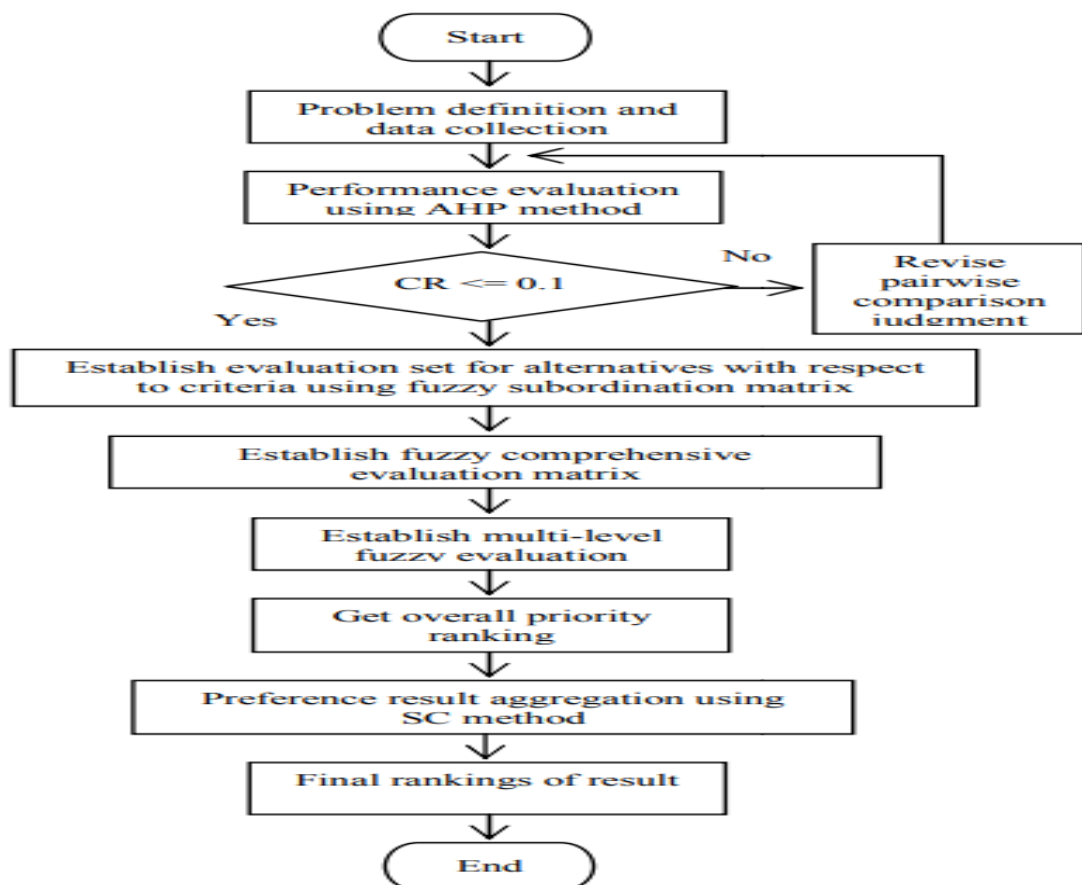 Start
Problem definition and
data collection
Performance evaluation
using AHP method
CR <= 0.1
No
Revise
pairwise
comparison
judgment
Yes
Establish evaluation set for alternatives with respect
to criteria using fuzzy subordination matrix
Establish fuzzy comprehensive
evaluation matrix
Establish multi-level
fuzzy evaluation
Get overall priority
ranking
Preference result aggregation using
SC method
Final rankings of result
End